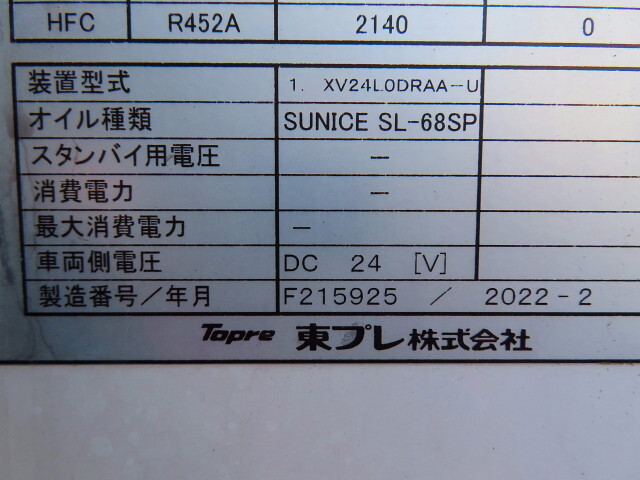 HFC R452A 2140 0
装置型式 1. XV24L0DRAA-U
オイル種類 SUNICE SL-68SP
スタンバイ用電圧 －
消費電力 －
最大消費電力 －
車両側電圧 DC 24 [V]
製造番号／年月 F215925 ／ 2022-2
Topre 東プレ株式会社